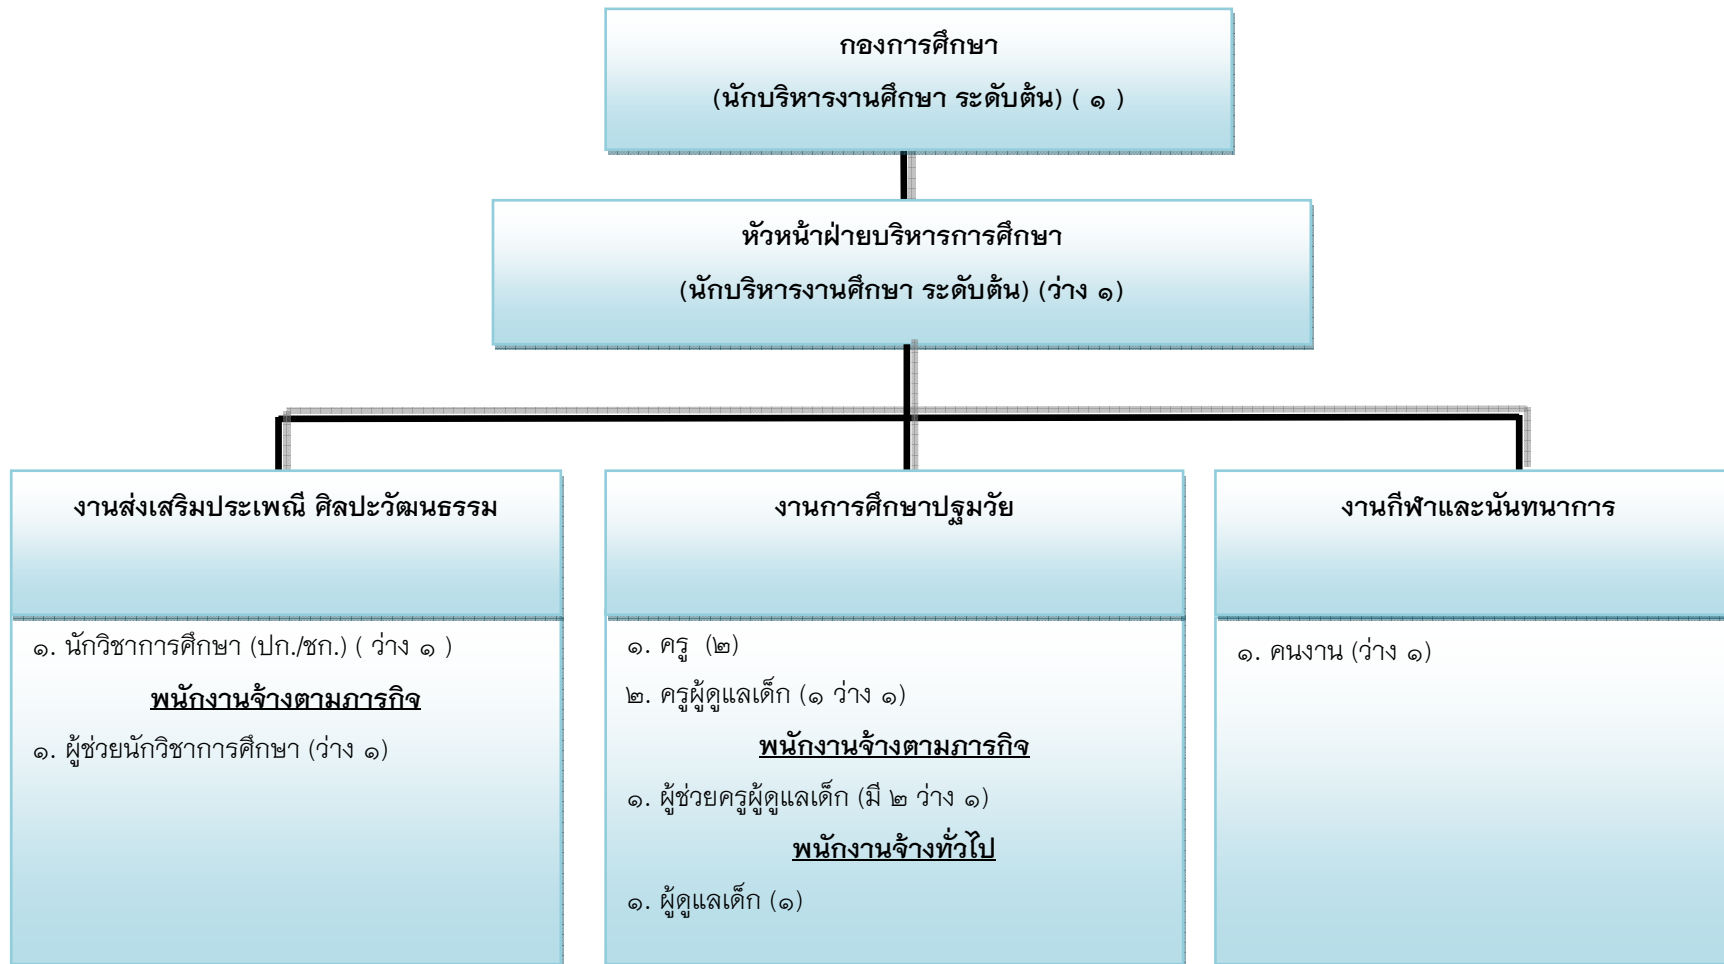 กองการศึกษา
(นักบริหารงานศึกษา ระดับต้น) ( ๑ )
หัวหน้าฝ่ายบริหารการศึกษา
(นักบริหารงานศึกษา ระดับต้น) (ว่าง ๑)
งานส่งเสริมประเพณี ศิลปะวัฒนธรรม
๑. นักวิชาการศึกษา (ปก./ชก.) ( ว่าง ๑ )
พนักงานจ้างตามภารกิจ
๑. ผู้ช่วยนักวิชาการศึกษา (ว่าง ๑)
งานการศึกษาปฐมวัย
๑. ครู (๒)
๒. ครูผู้ดูแลเด็ก (๑ ว่าง ๑)
พนักงานจ้างตามภารกิจ
๑. ผู้ช่วยครูผู้ดูแลเด็ก (มี ๒ ว่าง ๑)
พนักงานจ้างทั่วไป
๑. ผู้ดูแลเด็ก (๑)
งานกีฬาและนันทนาการ
๑. คนงาน (ว่าง ๑)